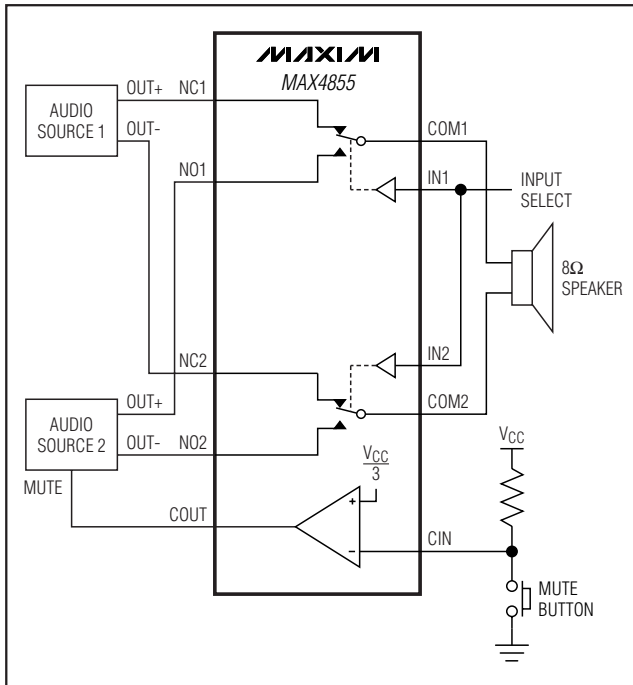 MAXIM
MAX4855
AUDIO
SOURCE 1
OUT+
NC1
OUT-
NO1
COM1
IN1
INPUT
SELECT
8Ω
SPEAKER
NC2
IN2
COM2
AUDIO
SOURCE 2
OUT+
OUT-
NO2
MUTE
COUT
VCC
3
+
−
CIN
VCC
MUTE
BUTTON